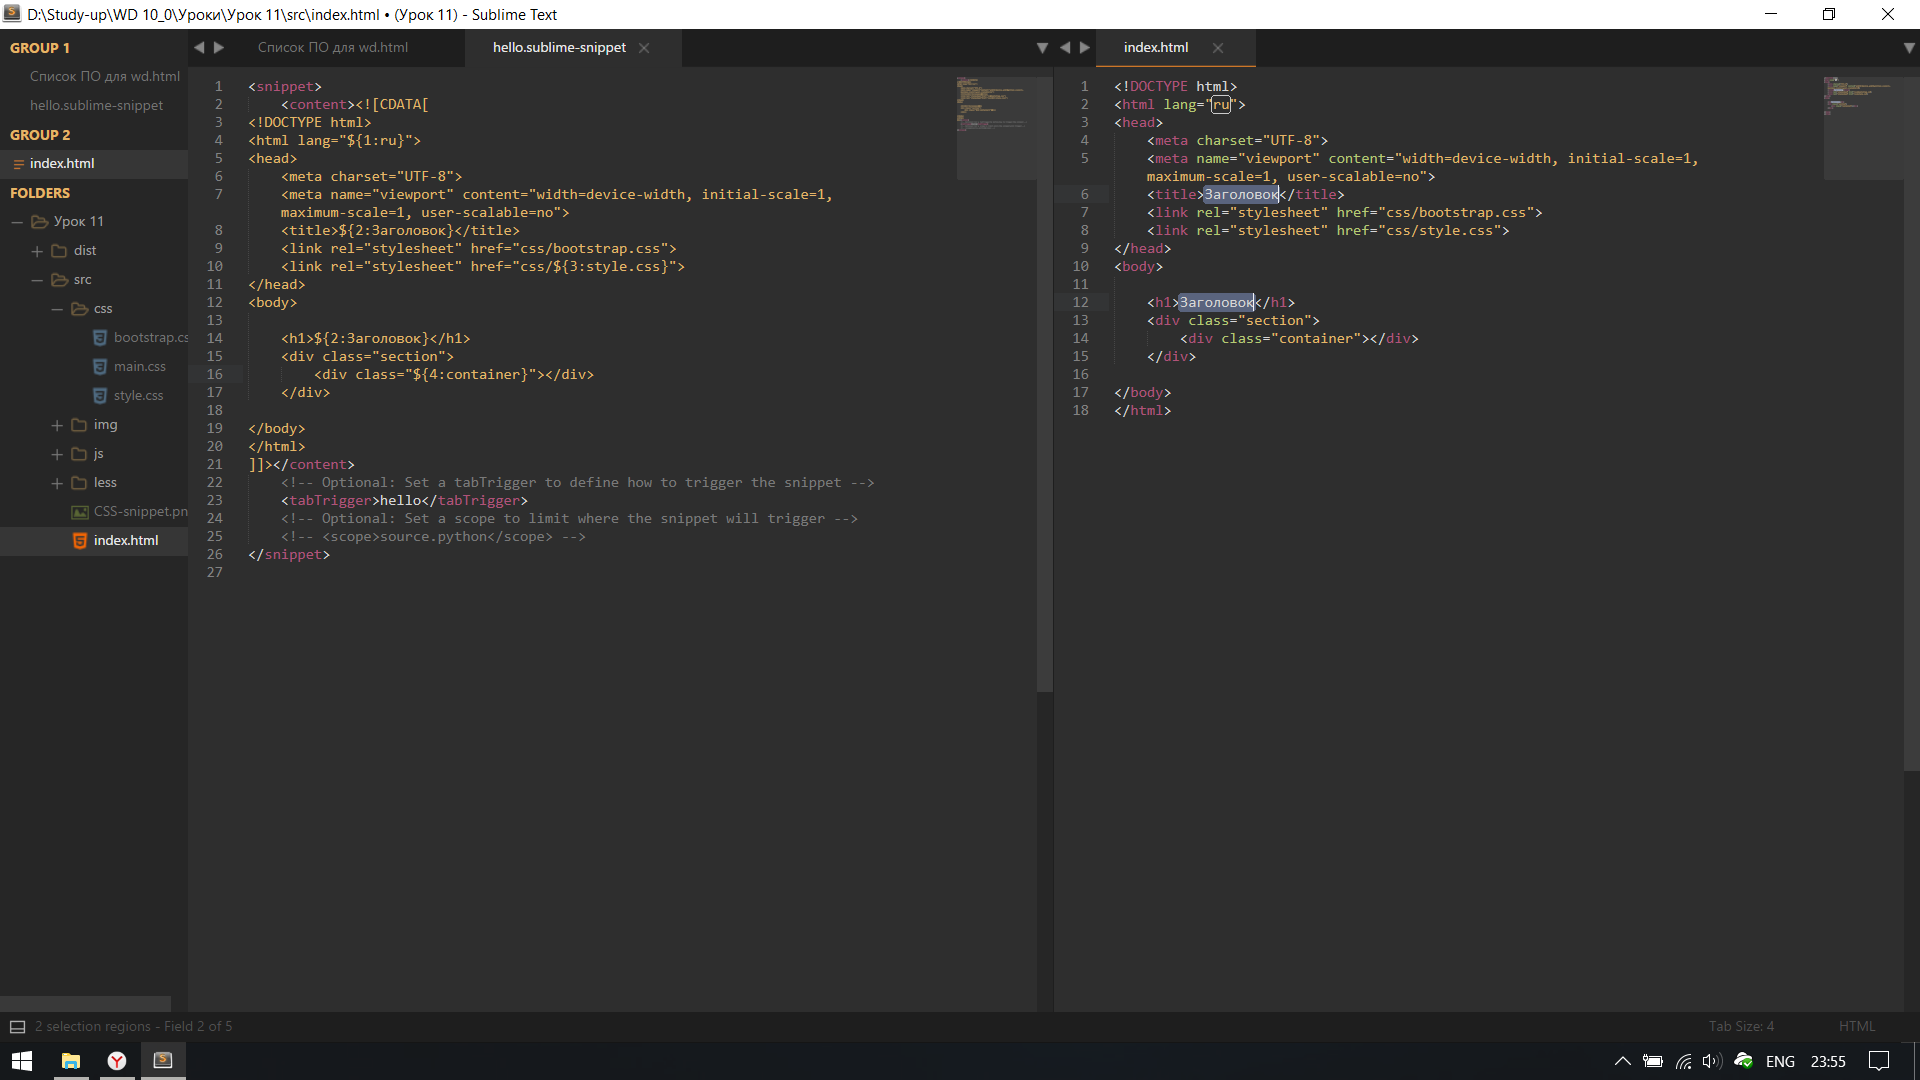 D:\Study-up\WD 10_0\Уроки\Урок 11\src\index.html • (Урок 11) - Sublime Text
GROUP 1
Список ПО для wd.html
hello.sublime-snippet
GROUP 2
index.html
FOLDERS
Урок 11
dist
src
css
bootstrap.cs
main.css
style.css
img
js
less
CSS-snippet.pn
index.html
Список ПО для wd.html
hello.sublime-snippet
1 <snippet>
2 <content><![CDATA[
3 <!DOCTYPE html>
4 <html lang="${1:ru}">
5 <head>
6 <meta charset="UTF-8">
7 <meta name="viewport" content="width=device-width, initial-scale=1,
maximum-scale=1, user-scalable=no">
8 <title>${2:Заголовок}</title>
9 <link rel="stylesheet" href="css/bootstrap.css">
10 <link rel="stylesheet" href="css/${3:style.css}">
11 </head>
12 <body>
13
14 <h1>${2:Заголовок}</h1>
15 <div class="section">
16 <div class="${4:container}"></div>
17 </div>
18
19 </body>
20 </html>
21 ]]></content>
22 <!-- Optional: Set a tabTrigger to define how to trigger the snippet -->
23 <tabTrigger>hello</tabTrigger>
24 <!-- Optional: Set a scope to limit where the snippet will trigger -->
25 <!-- <scope>source.python</scope> -->
26 </snippet>
27
index.html
1 <!DOCTYPE html>
2 <html lang="ru">
3 <head>
4 <meta charset="UTF-8">
5 <meta name="viewport" content="width=device-width, initial-scale=1,
maximum-scale=1, user-scalable=no">
6 <title>Заголовок</title>
7 <link rel="stylesheet" href="css/bootstrap.css">
8 <link rel="stylesheet" href="css/style.css">
9 </head>
10 <body>
11
12 <h1>Заголовок</h1>
13 <div class="section">
14 <div class="container"></div>
15 </div>
16
17 </body>
18 </html>
2 selection regions - Field 2 of 5
Tab Size: 4
HTML
ENG
23:55